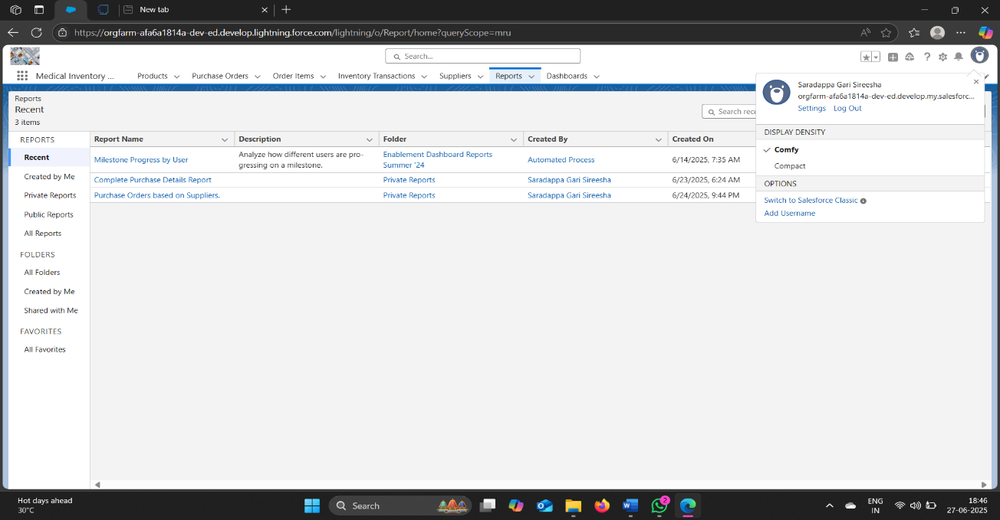 New tab
https://orgfarm-afa6a1814a-dev-ed.develop.lightning.force.com/lightning/o/Report/home?queryScope=mru
Search...
Medical Inventory ...
Products
Purchase Orders
Order Items
Inventory Transactions
Suppliers
Reports
Dashboards
Reports
Recent
3 items
Search rece
Saradappa Gari Sireesha
orgfarm-afa6a1814a-dev-ed.develop.my.salesforc...
Settings Log Out
DISPLAY DENSITY
Comfy
Compact
OPTIONS
Switch to Salesforce Classic
Add Username
REPORTS
Recent
Created by Me
Private Reports
Public Reports
All Reports
FOLDERS
All Folders
Created by Me
Shared with Me
FAVORITES
All Favorites
Report Name Description Folder Created By Created On
Milestone Progress by User
Analyze how different users are pro-
gressing on a milestone.
Enablement Dashboard Reports
Summer '24
Automated Process
6/14/2025, 7:35 AM
Complete Purchase Details Report Private Reports Saradappa Gari Sireesha 6/23/2025, 6:24 AM
Purchase Orders based on Suppliers. Private Reports Saradappa Gari Sireesha 6/24/2025, 9:44 PM
Hot days ahead
30°C
Search
2
ENG
IN
18:46
27-06-2025